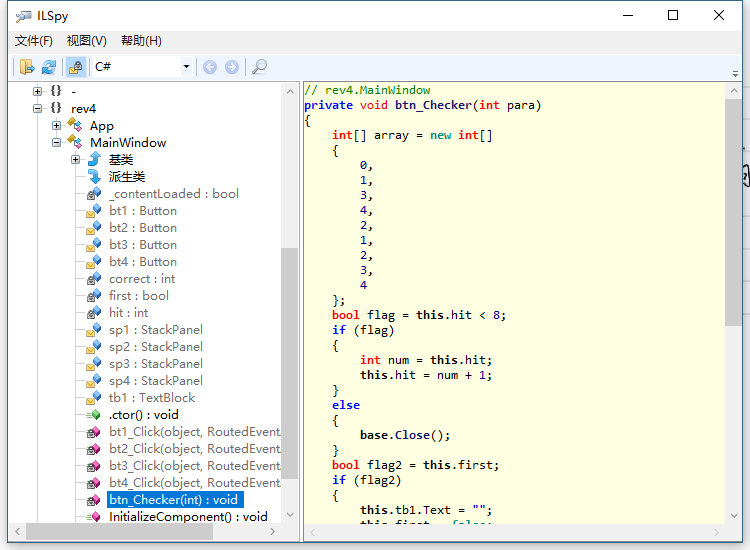 ILSpy
文件(F) 视图(V) 帮助(H)
C#
-
rev4
App
MainWindow
基类
派生类
_contentLoaded : bool
bt1 : Button
bt2 : Button
bt3 : Button
bt4 : Button
correct : int
first : bool
hit : int
sp1 : StackPanel
sp2 : StackPanel
sp3 : StackPanel
sp4 : StackPanel
tb1 : TextBlock
.ctor() : void
bt1_Click(object, RoutedEvent
bt2_Click(object, RoutedEvent
bt3_Click(object, RoutedEvent
bt4_Click(object, RoutedEvent
btn_Checker(int) : void
InitializeComponent() : void
// rev4.MainWindow
private void btn_Checker(int para)
{
int[] array = new int[]
{
0,
1,
3,
4,
2,
1,
2,
3,
4
};
bool flag = this.hit < 8;
if (flag)
{
int num = this.hit;
this.hit = num + 1;
}
else
{
base.Close();
}
bool flag2 = this.first;
if (flag2)
{
this.tb1.Text = "";
this.first = false;